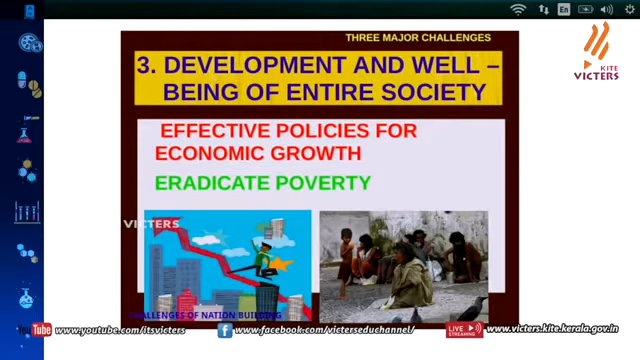 En
THREE MAJOR CHALLENGES
KITE
VICTERS
3. DEVELOPMENT AND WELL –
BEING OF ENTIRE SOCIETY
EFFECTIVE POLICIES FOR
ECONOMIC GROWTH
ERADICATE POVERTY
VICTERS
CHALLENGES OF NATION BUILDING
YouTube www.youtube.com/itsvicters
www.facebook.com/victerseduchannel/
LIVE STREAMING www.victers.kite.kerala.gov.in